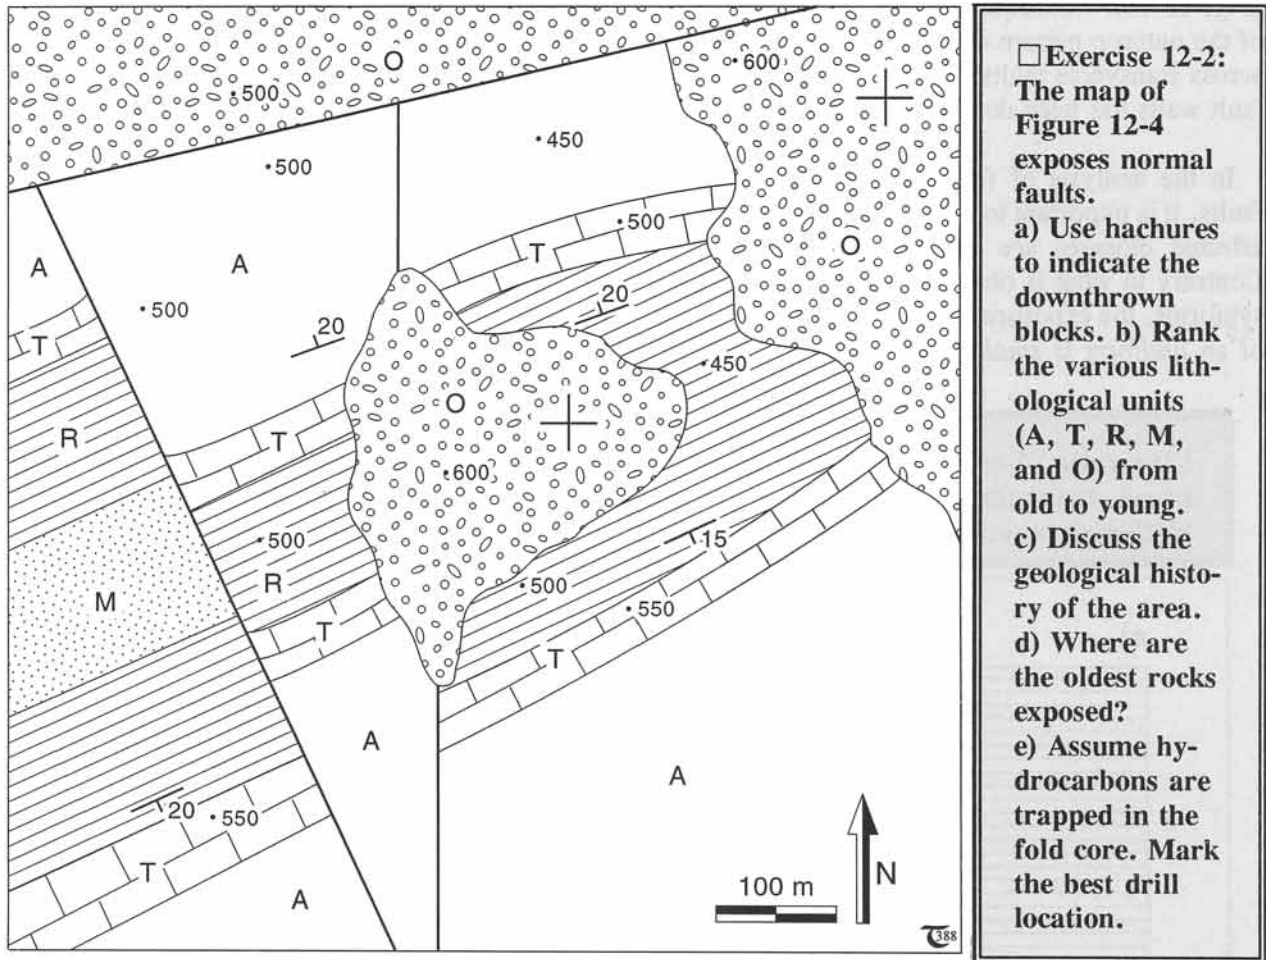 O
600
500
450
500
A
A
500
T
O
500
T
20
20
450
O
T
R
600
500
R
15
500
M
T
550
T
A
A
20
550
T
A
100 m
N
388
□ Exercise 12-2:
The map of
Figure 12-4
exposes normal
faults.
a) Use hachures
to indicate the
downthrown
blocks. b) Rank
the various lith-
ological units
(A, T, R, M,
and O) from
old to young.
c) Discuss the
geological histo-
ry of the area.
d) Where are
the oldest rocks
exposed?
e) Assume hy-
drocarbons are
trapped in the
fold core. Mark
the best drill
location.